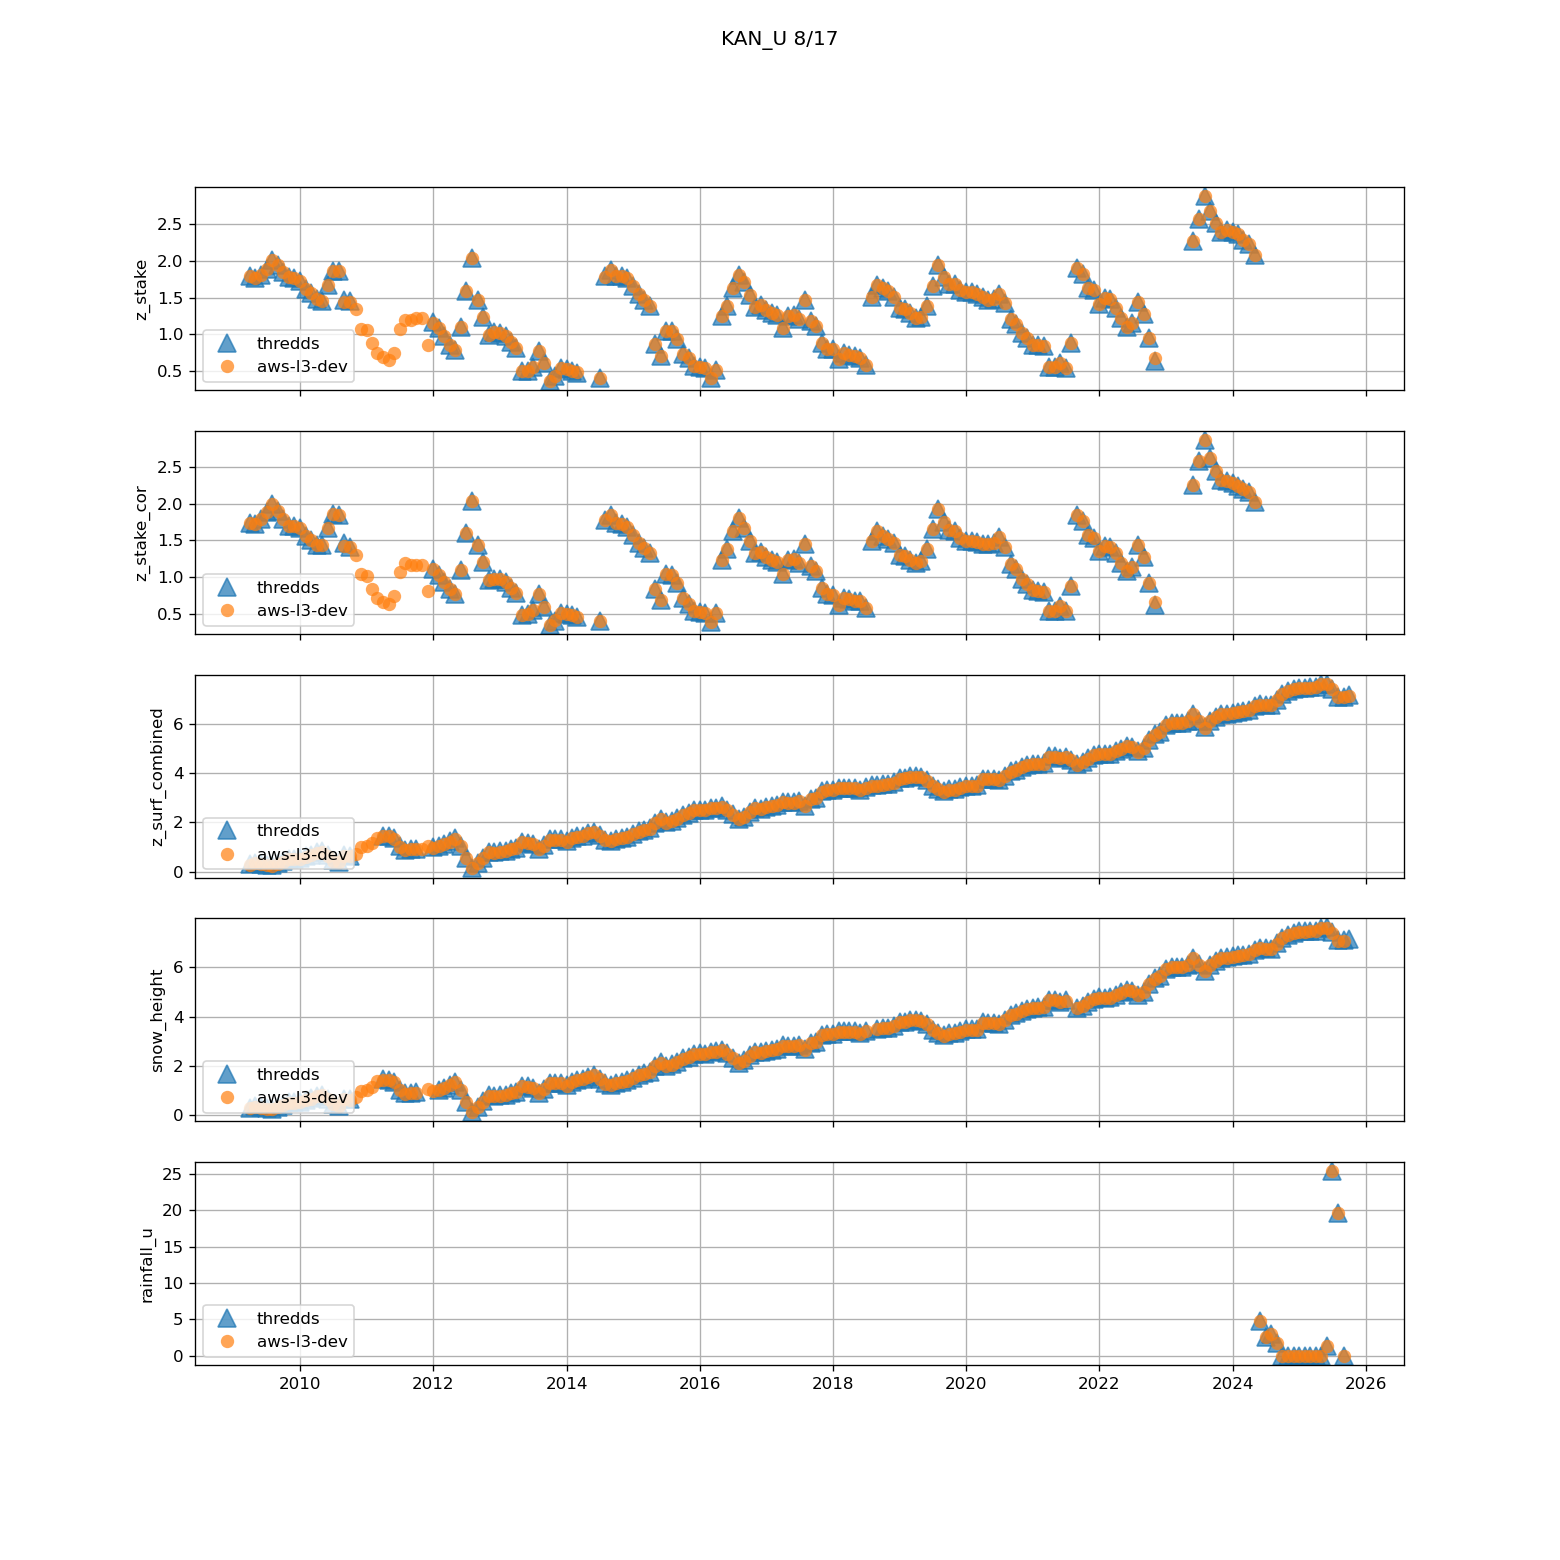 KAN_U 8/17
2.5
2.0
1.5
1.0
0.5
z_stake
thredds
aws-l3-dev
2.5
2.0
1.5
1.0
0.5
z_stake_cor
thredds
aws-l3-dev
6
4
2
0
z_surf_combined
thredds
aws-l3-dev
6
4
2
0
snow_height
thredds
aws-l3-dev
25
20
15
10
5
0
rainfall_u
thredds
aws-l3-dev
2010 2012 2014 2016 2018 2020 2022 2024 2026